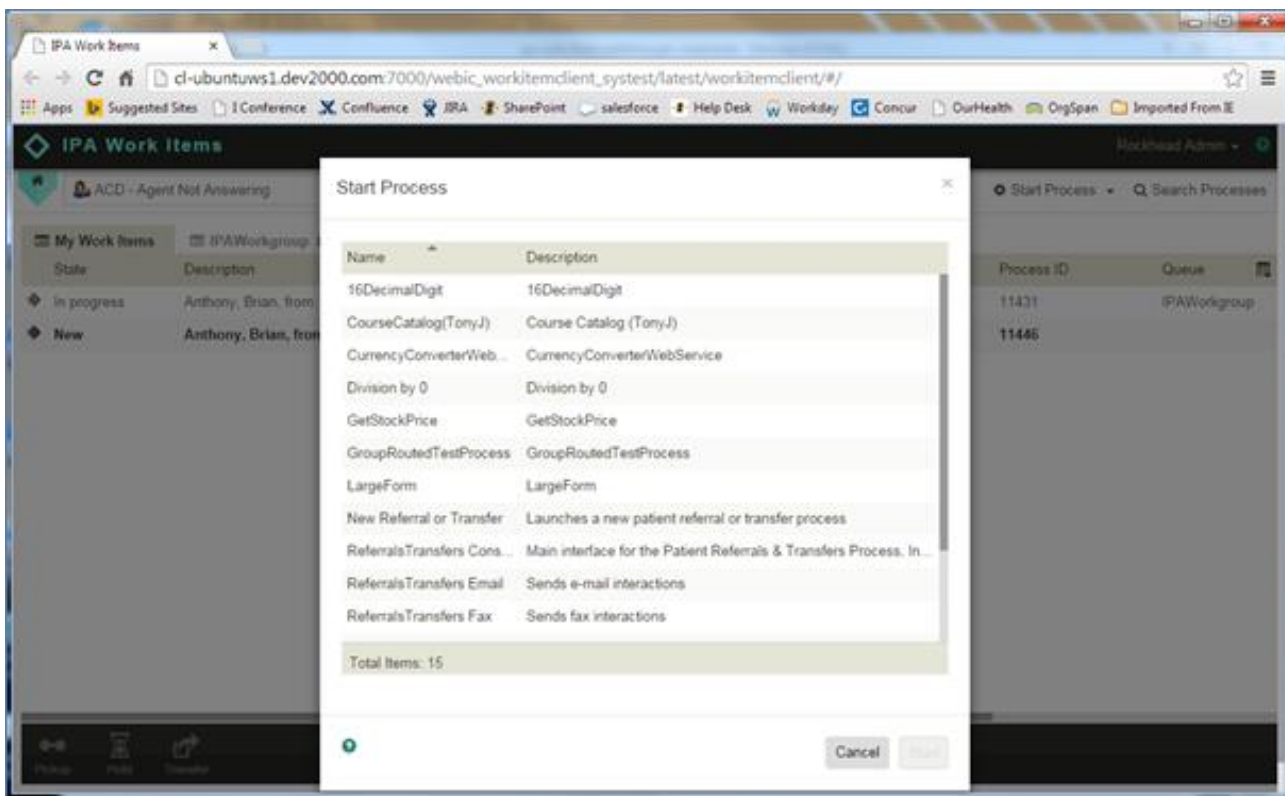 IPA Work Items
cl-ubuntuws1.dev2000.com:7000/webic_workitemclient_systest/latest/workitemclient/#/
Apps Suggested Sites I Conference Confluence JIRA SharePoint salesforce Help Desk Workday Concur OurHealth OrgSpan Imported From IE
IPA Work Items Rockhead Admin
ACD - Agent Not Answering Start Process Search Processes
Start Process
My Work Items IPAWorkgroup
State Description Process ID Queue
In progress Anthony, Brian, from 11431 IPAWorkgroup
New Anthony, Brian, from 11446
Name Description
16DecimalDigit 16DecimalDigit
CourseCatalog(TonyJ) Course Catalog (TonyJ)
CurrencyConverterWeb... CurrencyConverterWebService
Division by 0 Division by 0
GetStockPrice GetStockPrice
GroupRoutedTestProcess GroupRoutedTestProcess
LargeForm LargeForm
New Referral or Transfer Launches a new patient referral or transfer process
ReferralsTransfers Cons... Main interface for the Patient Referrals & Transfers Process. In...
ReferralsTransfers Email Sends e-mail interactions
ReferralsTransfers Fax Sends fax interactions
Total Items: 15
Pickup Hold Transfer
Cancel Start